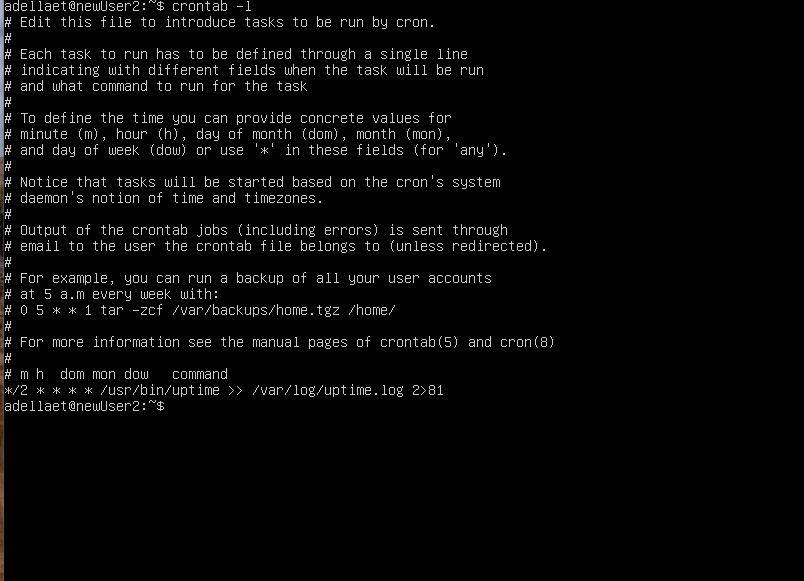 adellaet@newUser2:~$ crontab -l
# Edit this file to introduce tasks to be run by cron.
#
# Each task to run has to be defined through a single line
# indicating with different fields when the task will be run
# and what command to run for the task
#
# To define the time you can provide concrete values for
# minute (m), hour (h), day of month (dom), month (mon),
# and day of week (dow) or use '*' in these fields (for 'any').
#
# Notice that tasks will be started based on the cron's system
# daemon's notion of time and timezones.
#
# Output of the crontab jobs (including errors) is sent through
# email to the user the crontab file belongs to (unless redirected).
#
# For example, you can run a backup of all your user accounts
# at 5 a.m every week with:
# 0 5 * * 1 tar -zcf /var/backups/home.tgz /home/
#
# For more information see the manual pages of crontab(5) and cron(8)
#
# m h  dom mon dow   command
*/2 * * * * /usr/bin/uptime >> /var/log/uptime.log 2>81
adellaet@newUser2:~$